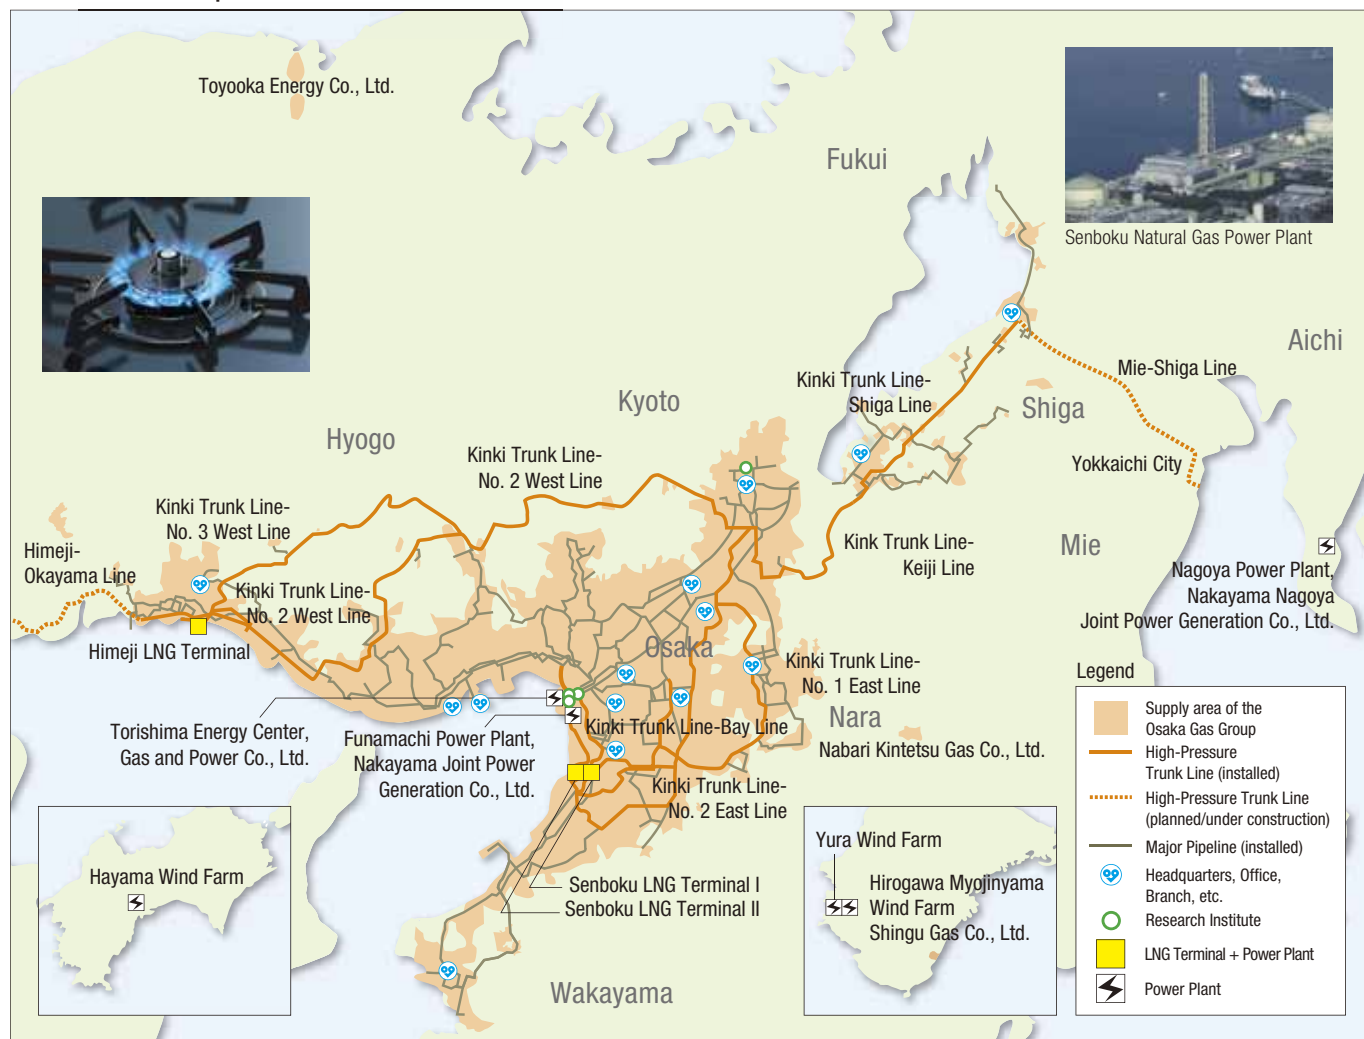 Toyooka Energy Co., Ltd.
Fukui
Senboku Natural Gas Power Plant
Aichi
Mie-Shiga Line
Kinki Trunk Line-
Shiga Line
Shiga
Kyoto
Hyogo
Kinki Trunk Line-
No. 2 West Line
Yokkaichi City
Kinki Trunk Line-
No. 3 West Line
Himeji-
Okayama Line
Kink Trunk Line-
Keiji Line
Mie
Kinki Trunk Line-
No. 2 West Line
Nagoya Power Plant,
Nakayama Nagoya
Joint Power Generation Co., Ltd.
Himeji LNG Terminal
Osaka
Kinki Trunk Line-
No. 1 East Line
Nara
Nabari Kintetsu Gas Co., Ltd.
Torishima Energy Center,
Gas and Power Co., Ltd.
Funamachi Power Plant,
Nakayama Joint Power
Generation Co., Ltd.
Kinki Trunk Line-Bay Line
Kinki Trunk Line-
No. 2 East Line
Hayama Wind Farm
Senboku LNG Terminal I
Senboku LNG Terminal II
Wakayama
Yura Wind Farm
Hirogawa Myojinyama
Wind Farm
Shingu Gas Co., Ltd.
Legend
Supply area of the
Osaka Gas Group
High-Pressure
Trunk Line (installed)
High-Pressure Trunk Line
(planned/under construction)
Major Pipeline (installed)
Headquarters, Office,
Branch, etc.
Research Institute
LNG Terminal + Power Plant
Power Plant